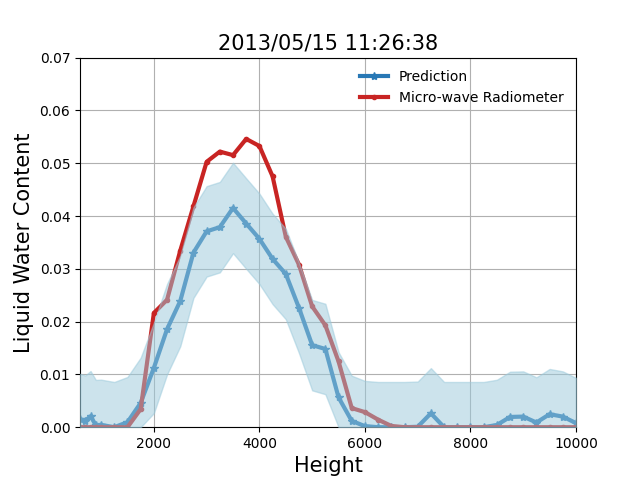 2013/05/15 11:26:38
Prediction
Micro-wave Radiometer
Liquid Water Content
0.07
0.06
0.05
0.04
0.03
0.02
0.01
0.00
2000 4000 6000 8000 10000
Height